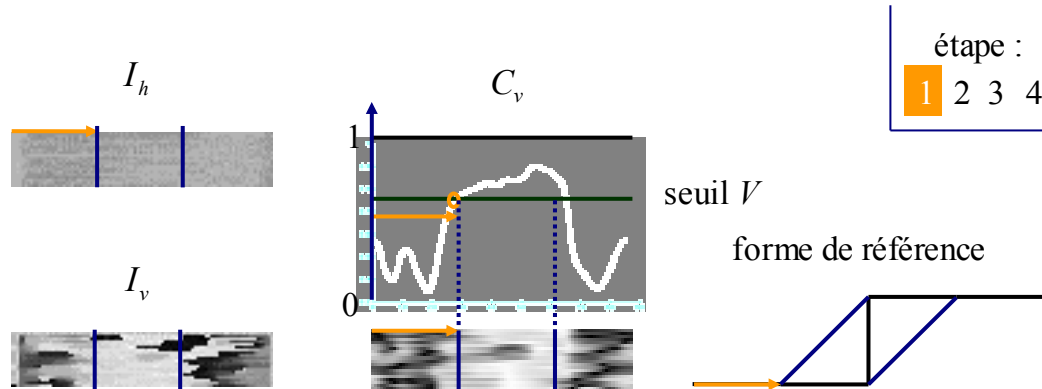 étape :
1 2 3 4
I_h
C_v
1
seuil V
forme de référence
I_v
0